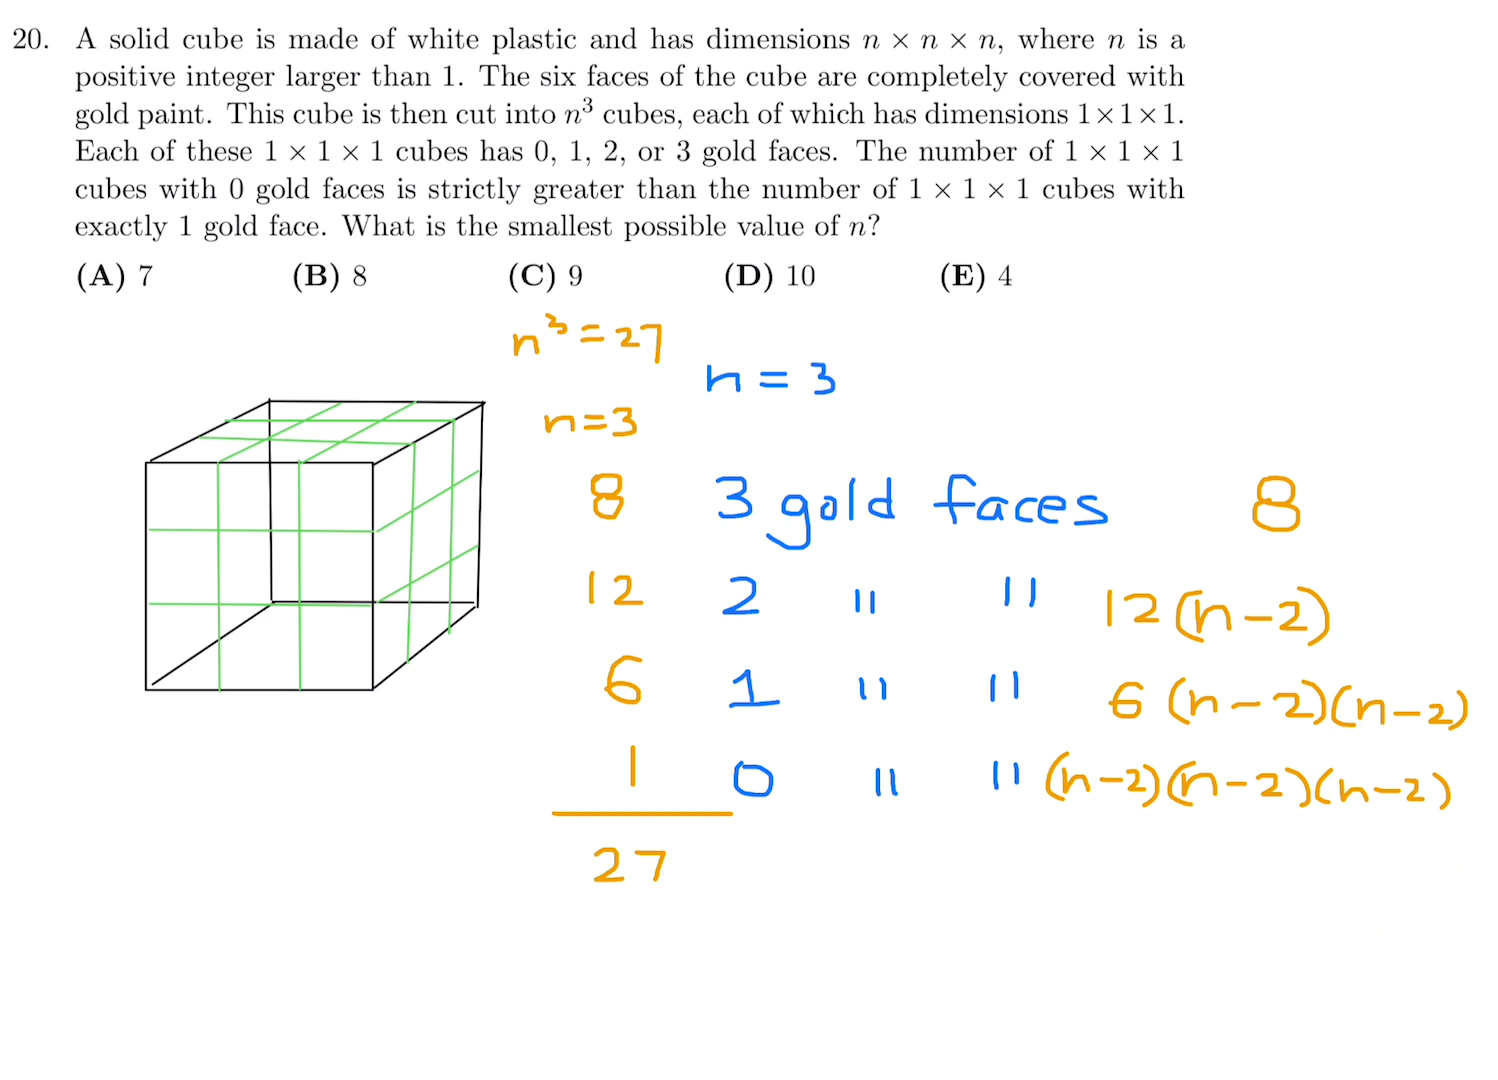 20. A solid cube is made of white plastic and has dimensions n × n × n, where n is a
positive integer larger than 1. The six faces of the cube are completely covered with
gold paint. This cube is then cut into n³ cubes, each of which has dimensions 1×1×1.
Each of these 1 × 1 × 1 cubes has 0, 1, 2, or 3 gold faces. The number of 1 × 1 × 1
cubes with 0 gold faces is strictly greater than the number of 1 × 1 × 1 cubes with
exactly 1 gold face. What is the smallest possible value of n?
(A) 7 (B) 8 (C) 9 (D) 10 (E) 4
n³ = 27
n = 3
n=3
8 3 gold faces 8
12 2 " " 12(n-2)
6 1 " " 6(n-2)(n-2)
1 0 " " (n-2)(n-2)(n-2)
27